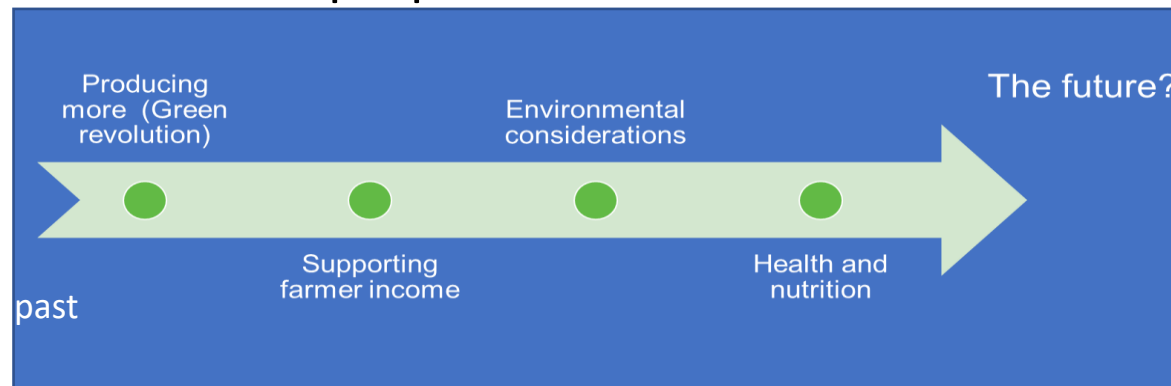 Producing
more (Green
revolution)
Supporting
farmer income
Environmental
considerations
Health and
nutrition
The future?
past